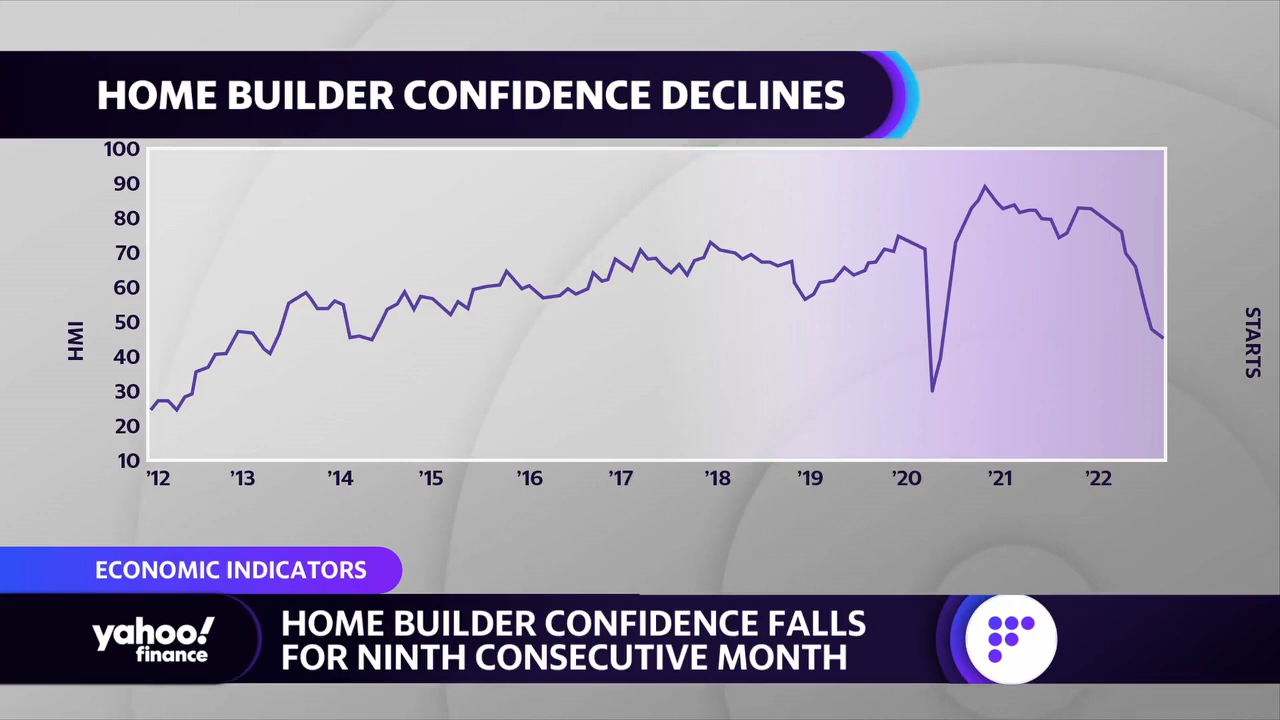 HOME BUILDER CONFIDENCE DECLINES
100
90
80
70
60
50
40
30
20
10
HMI
STARTS
’12 ’13 ’14 ’15 ’16 ’17 ’18 ’19 ’20 ’21 ’22
ECONOMIC INDICATORS
yahoo!
finance
HOME BUILDER CONFIDENCE FALLS
FOR NINTH CONSECUTIVE MONTH